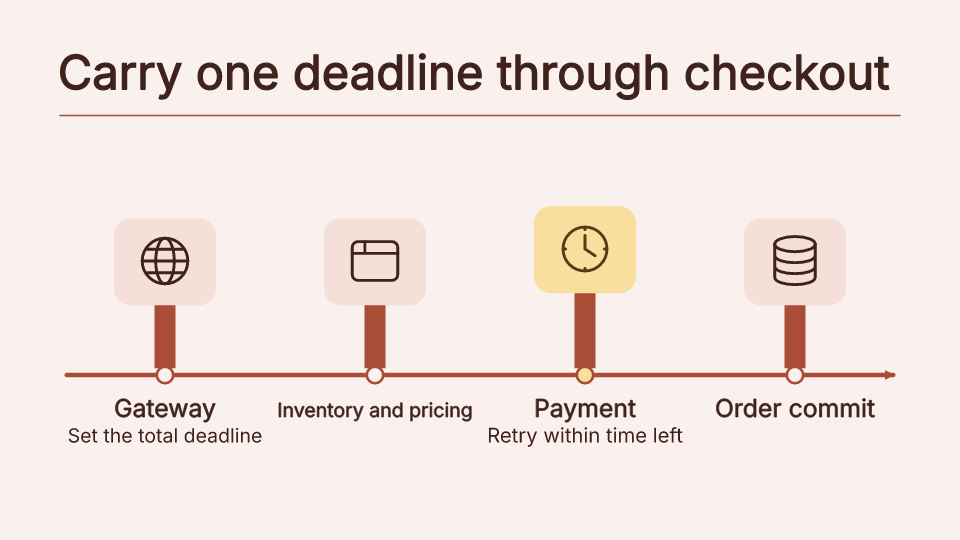 Carry one deadline through checkout
Gateway
Set the total deadline
Inventory and pricing
Payment
Retry within time left
Order commit